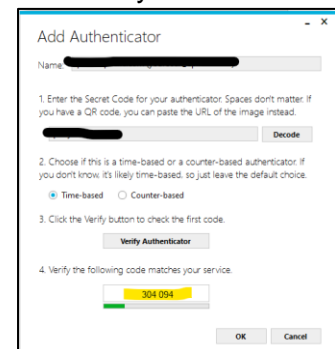 Add Authenticator
Name:
1. Enter the Secret Code for your authenticator. Spaces don't matter. If
you have a QR code, you can paste the URL of the image instead.
Decode
2. Choose if this is a time-based or a counter-based authenticator. If
you don't know, it's likely time-based, so just leave the default choice.
Time-based Counter-based
3. Click the Verify button to check the first code.
Verify Authenticator
4. Verify the following code matches your service.
304 094
OK Cancel